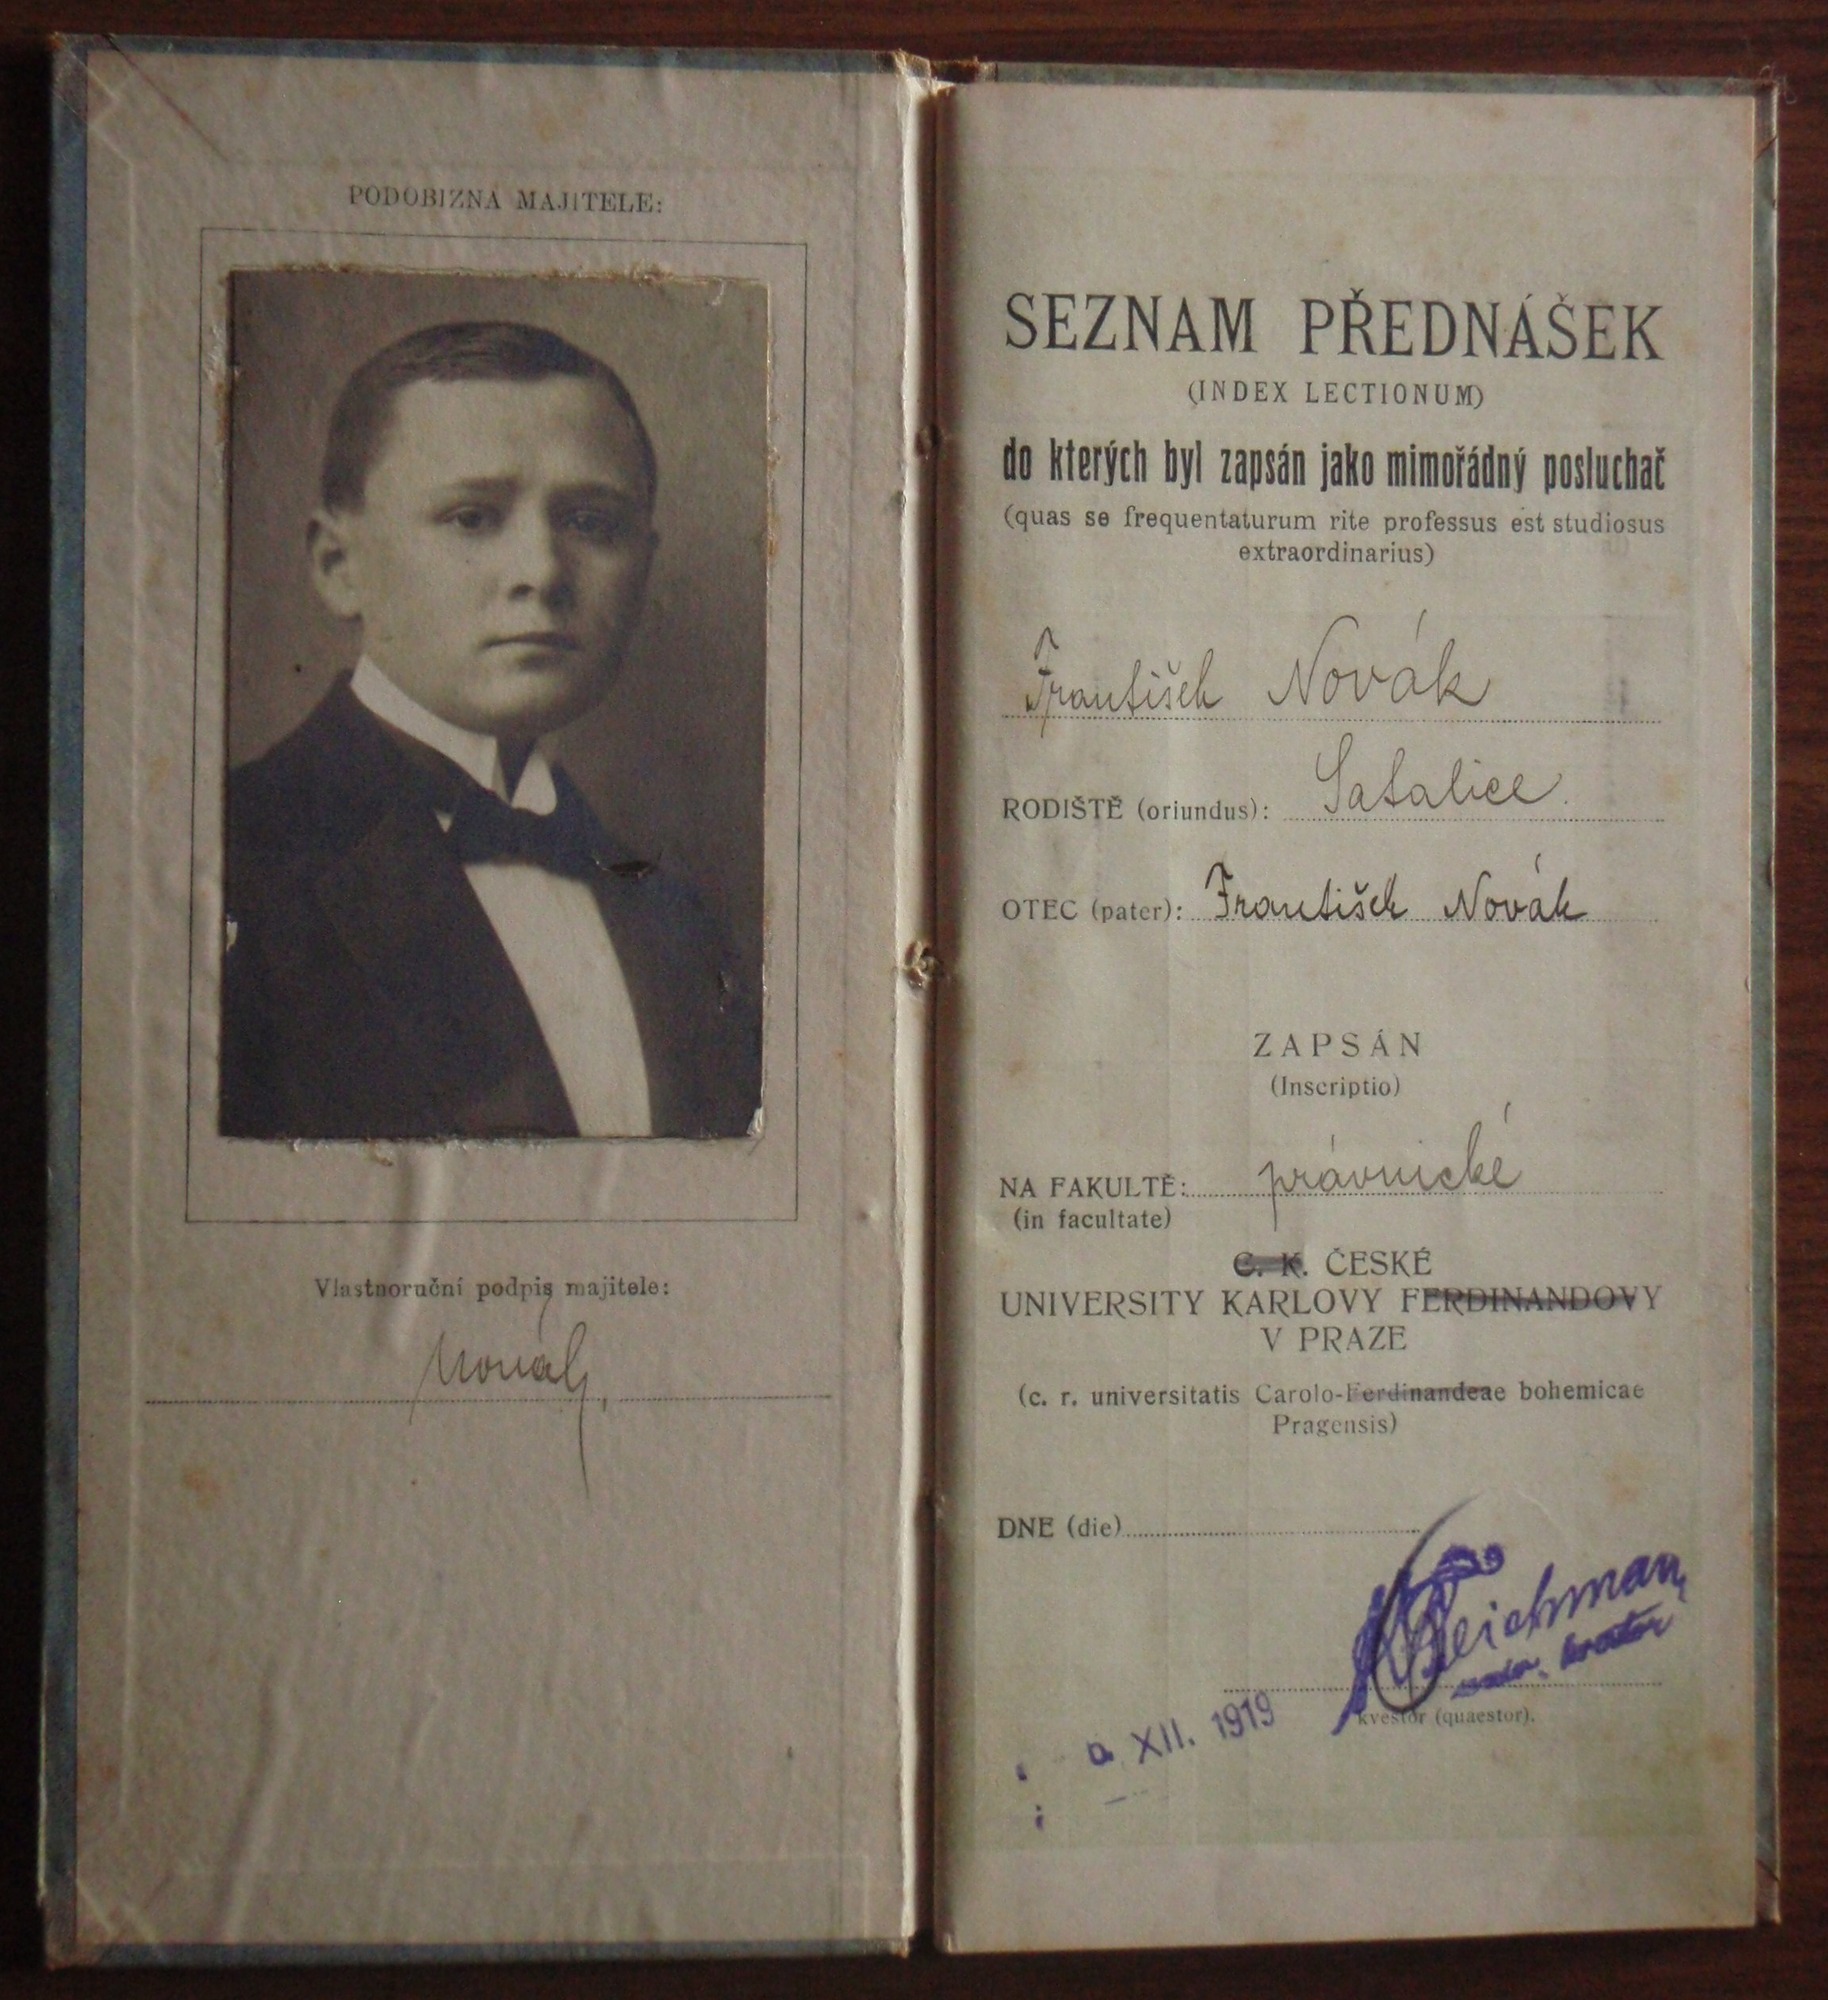 PODOBIZNA MAJITELE:
Vlastnoruční podpis majitele:
Novák
SEZNAM PŘEDNÁŠEK
(INDEX LECTIONUM)
do kterých byl zapsán jako mimořádný posluchač
(quas se frequentaturum rite professus est studiosus
extraordinarius)
František Novák
RODIŠTĚ (oriundus): Satalice
OTEC (pater): František Novák
ZAPSÁN
(Inscriptio)
NA FAKULTĚ: právnické
(in facultate)
C. K. ČESKÉ
UNIVERSITY KARLOVY FERDINANDOVY
V PRAZE
(c. r. universitatis Carolo-Ferdinandeae bohemicae
Pragensis)
DNE (die)
kvestor (quaestor).
XII. 1919